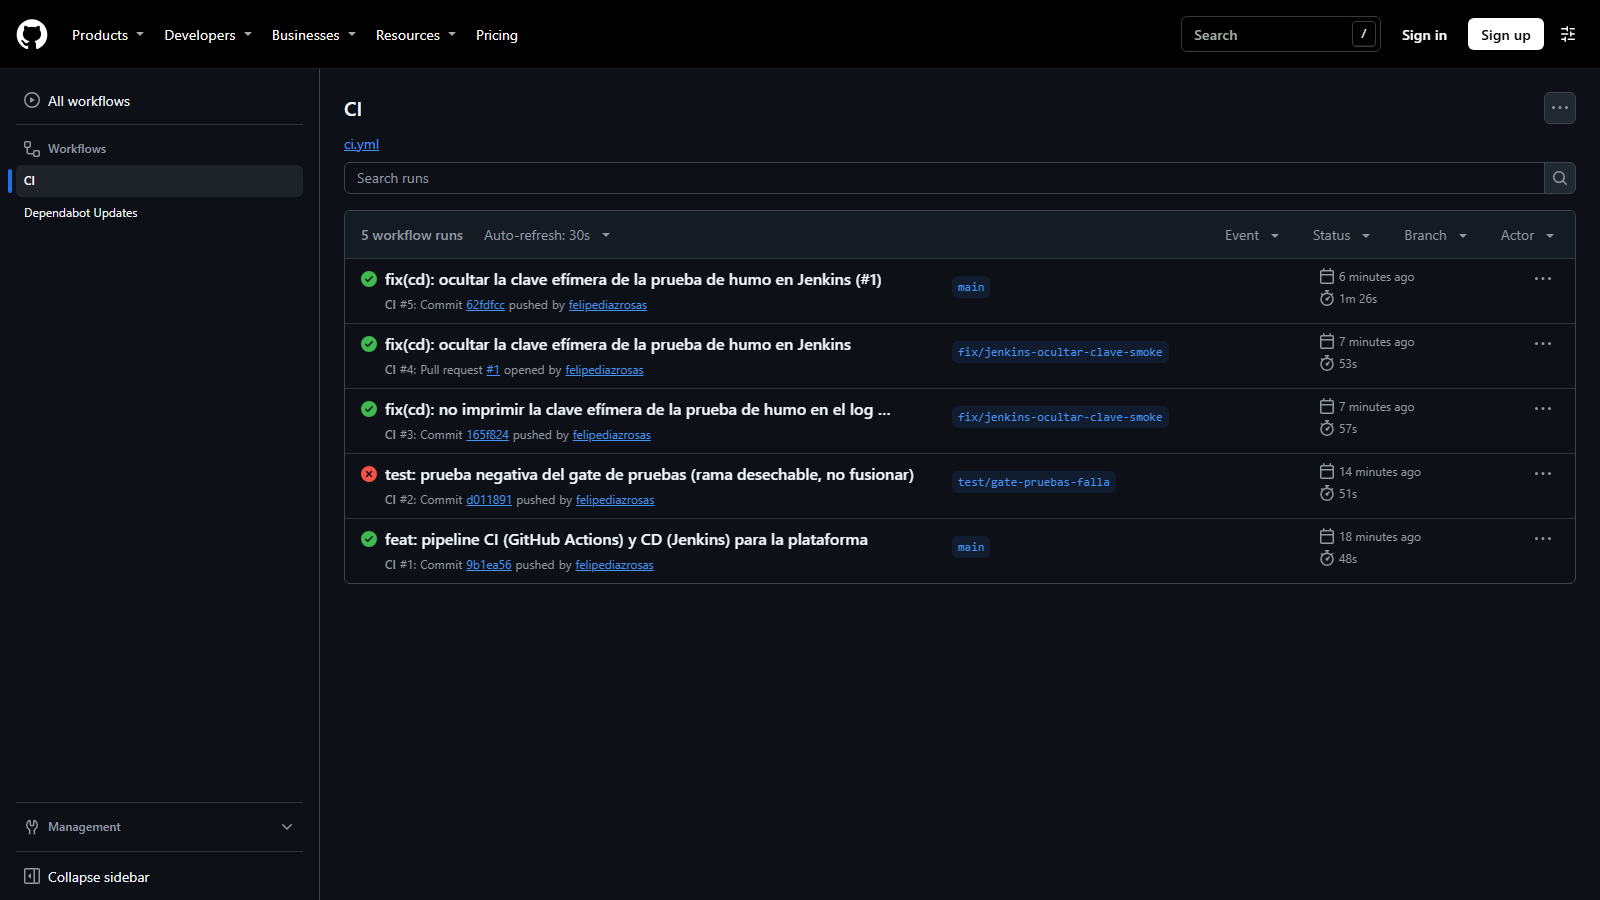 Products
Developers
Businesses
Resources
Pricing
Search
/
Sign in
Sign up
All workflows
Workflows
CI
Dependabot Updates
Management
Collapse sidebar
CI
ci.yml
Search runs
5 workflow runs
Auto-refresh: 30s
Event
Status
Branch
Actor
fix(cd): ocultar la clave efímera de la prueba de humo en Jenkins (#1)
CI #5: Commit 62fdfcc pushed by felipediazrosas
main
6 minutes ago
1m 26s
fix(cd): ocultar la clave efímera de la prueba de humo en Jenkins
CI #4: Pull request #1 opened by felipediazrosas
fix/jenkins-ocultar-clave-smoke
7 minutes ago
53s
fix(cd): no imprimir la clave efímera de la prueba de humo en el log ...
CI #3: Commit 165f824 pushed by felipediazrosas
fix/jenkins-ocultar-clave-smoke
7 minutes ago
57s
test: prueba negativa del gate de pruebas (rama desechable, no fusionar)
CI #2: Commit d011891 pushed by felipediazrosas
test/gate-pruebas-falla
14 minutes ago
51s
feat: pipeline CI (GitHub Actions) y CD (Jenkins) para la plataforma
CI #1: Commit 9b1ea56 pushed by felipediazrosas
main
18 minutes ago
48s